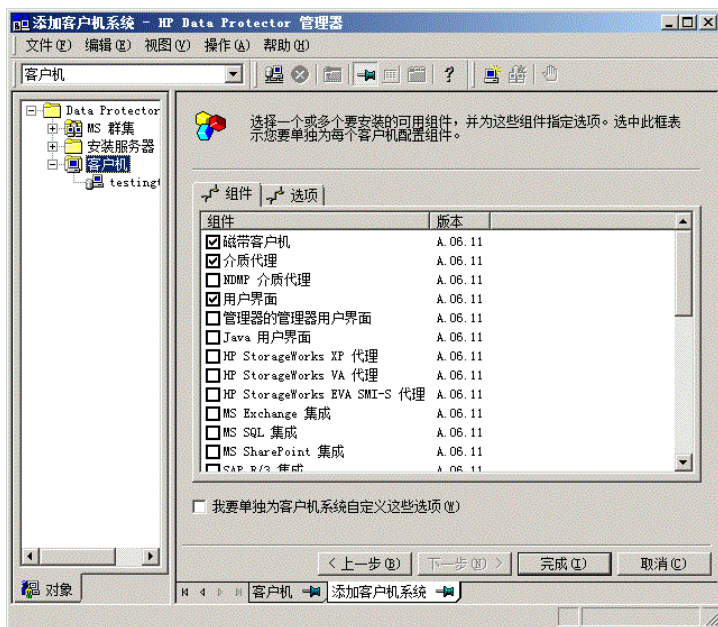 添加客户机系统 - HP Data Protector 管理器
文件(F) 编辑(E) 视图(V) 操作(A) 帮助(H)
客户机
Data Protector
MS 群集
安装服务器
客户机
testing
选择一个或多个要安装的可用组件，并为这些组件指定选项。选中此框表
示您要单独为每个客户机配置组件。
组件 选项
组件 版本
磁带客户机 A.06.11
介质代理 A.06.11
NDMP 介质代理 A.06.11
用户界面 A.06.11
管理器的管理器用户界面 A.06.11
Java 用户界面 A.06.11
HP StorageWorks XP 代理 A.06.11
HP StorageWorks VA 代理 A.06.11
HP StorageWorks EVA SMI-S 代理 A.06.11
MS Exchange 集成 A.06.11
MS SQL 集成 A.06.11
MS SharePoint 集成 A.06.11
SAP R/3 集成 A.06.11
我要单独为客户机系统自定义这些选项(W)
<上一步(B) 下一步(N)> 完成(I) 取消(C)
对象
客户机 添加客户机系统